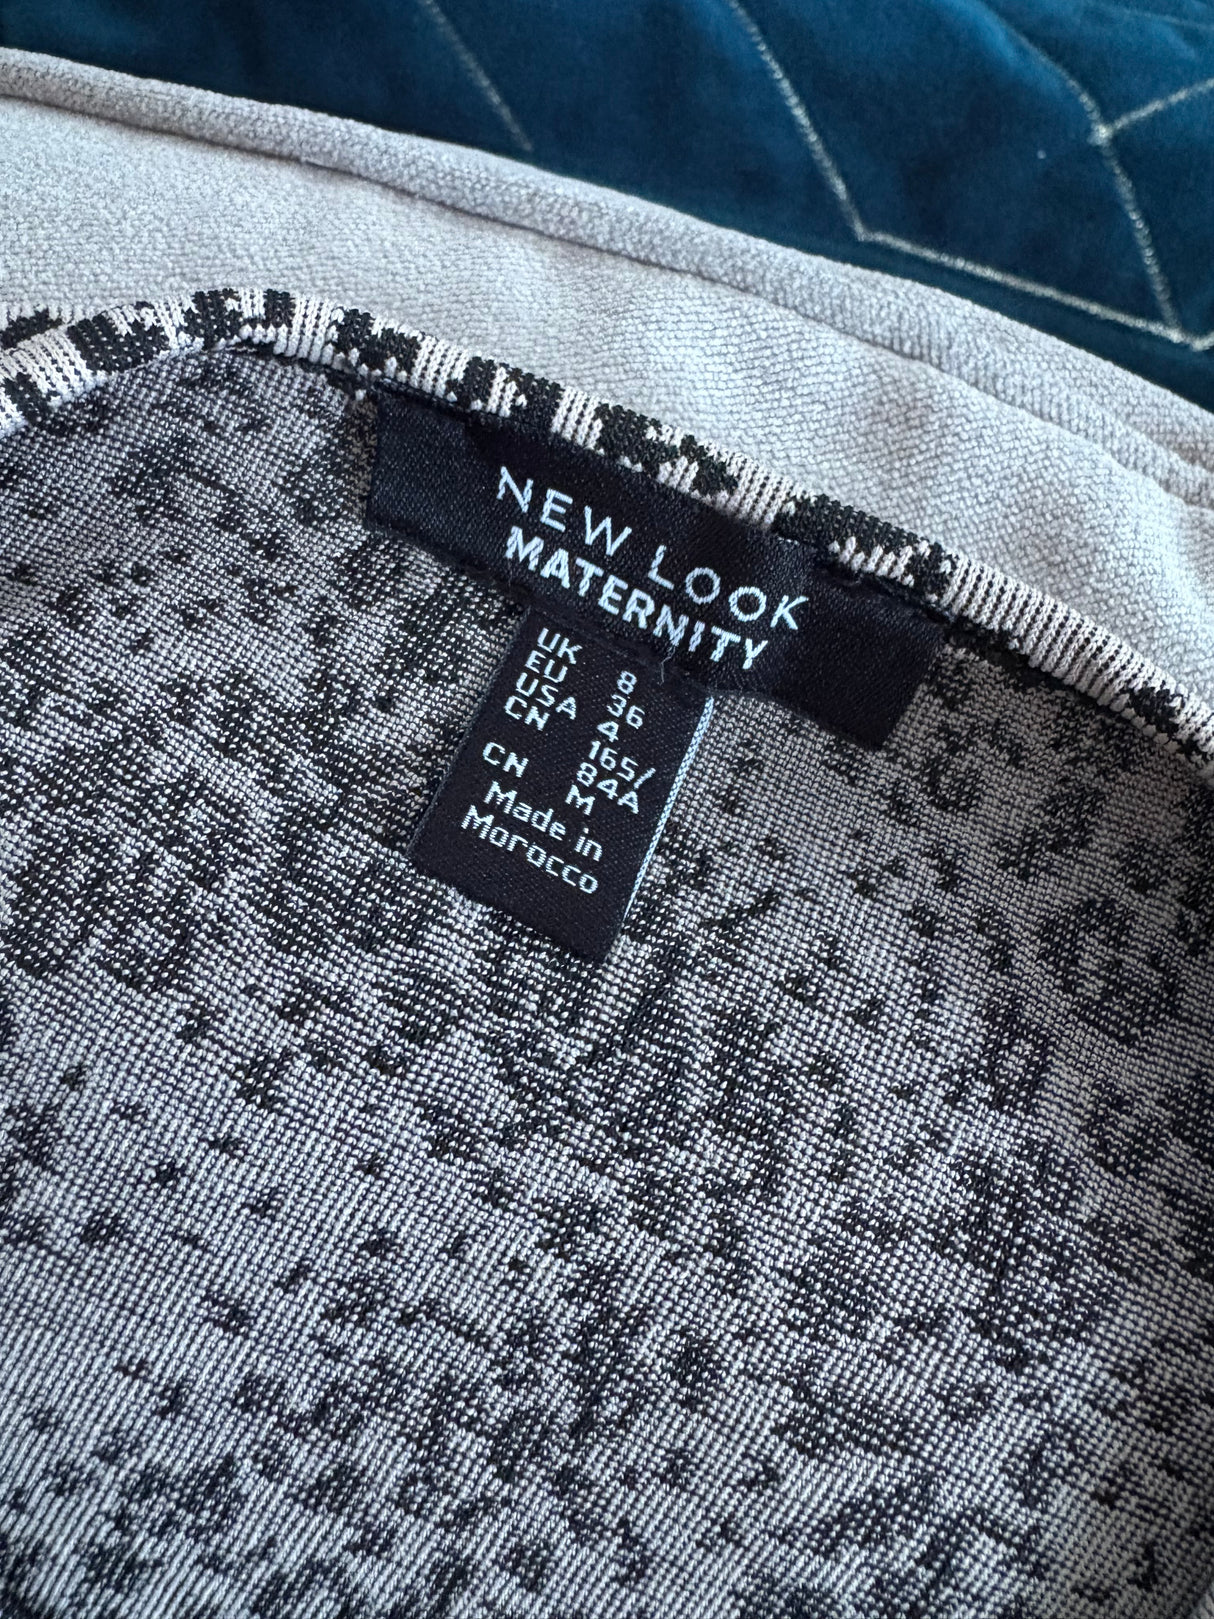 NEW LOOK
MATERNITY
UK 8
EU 36
USA 4
CN 165/
84A
CN M
Made in
Morocco